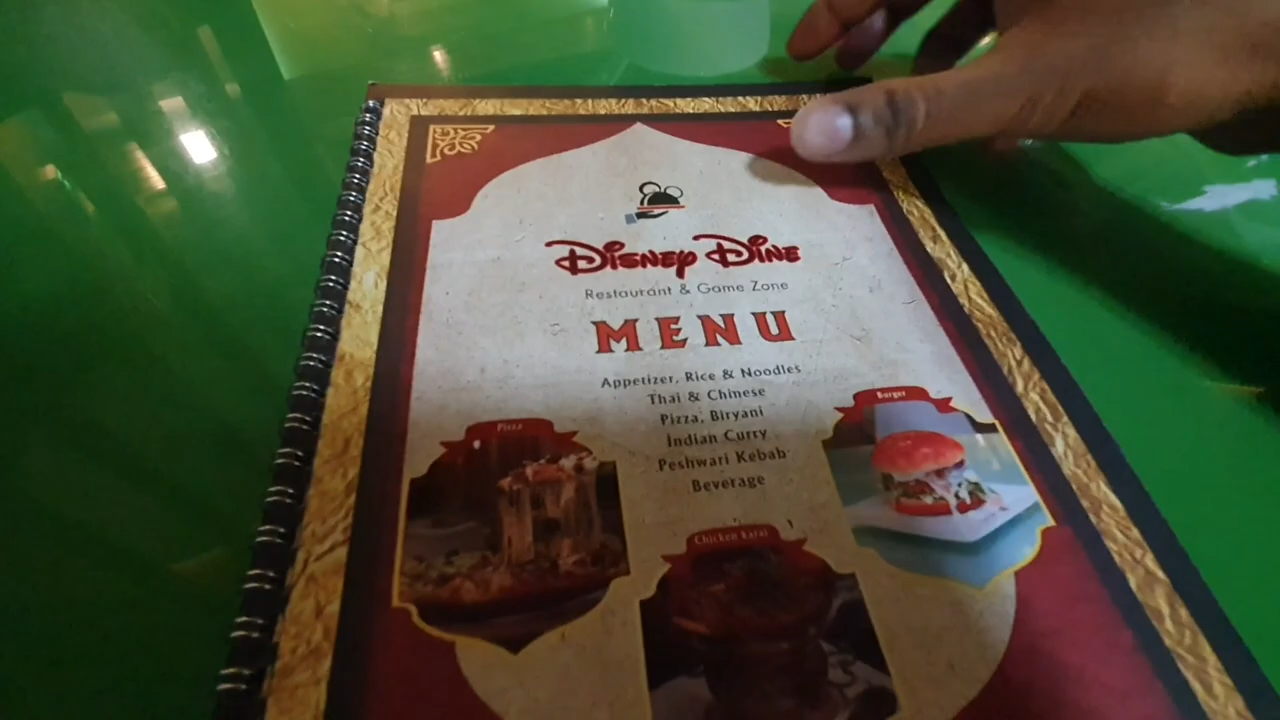 Disney Dine
Restaurant & Game Zone
MENU
Appetizer, Rice & Noodles
Thai & Chinese
Pizza, Biryani
Indian Curry
Peshwari Kebab
Beverage
Pizza
Burger
Chicken karai